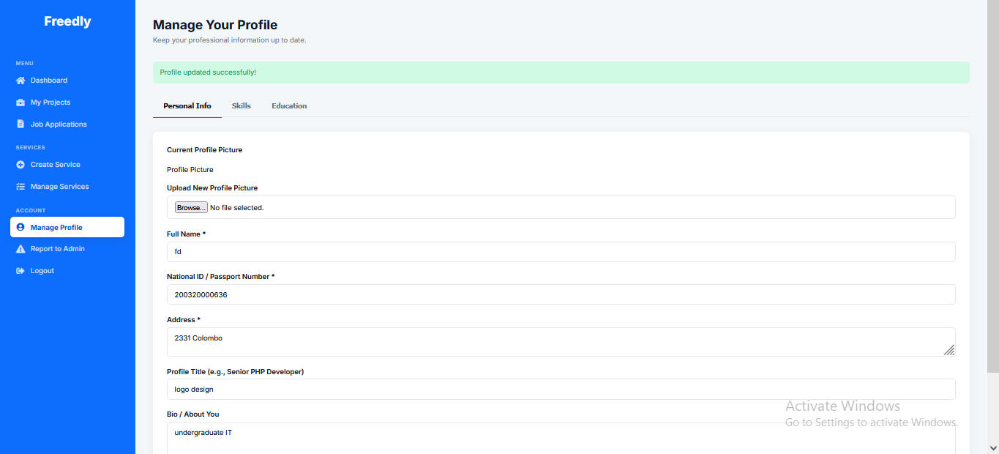 Freedly
MENU
Dashboard
My Projects
Job Applications
SERVICES
Create Service
Manage Services
ACCOUNT
Manage Profile
Report to Admin
Logout
Manage Your Profile
Keep your professional information up to date.
Profile updated successfully!
Personal Info Skills Education
Current Profile Picture
Profile Picture
Upload New Profile Picture
Browse... No file selected.
Full Name *
fd
National ID / Passport Number *
200320000636
Address *
2331 Colombo
Profile Title (e.g., Senior PHP Developer)
logo design
Bio / About You
undergraduate IT
Activate Windows
Go to Settings to activate Windows.